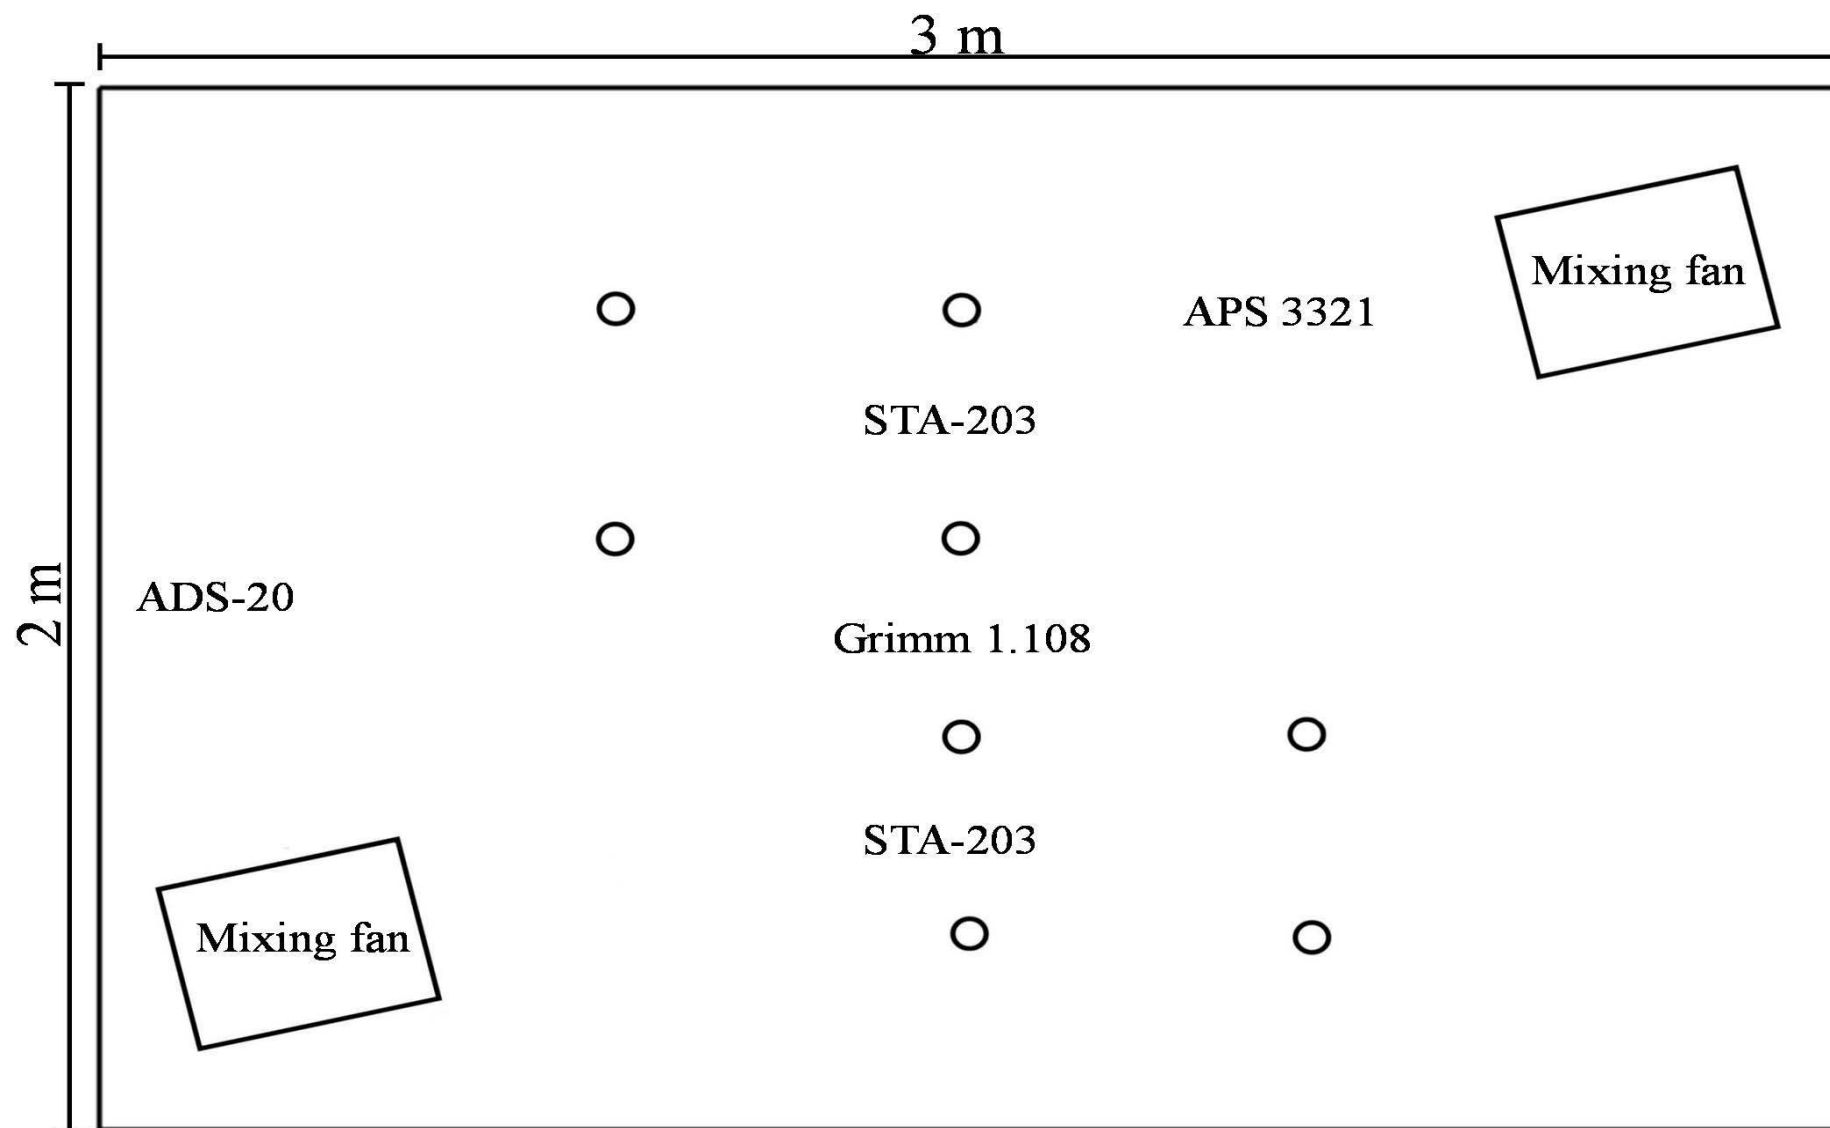 3 m
Mixing fan
APS 3321
STA-203
2 m
ADS-20
Grimm 1.108
STA-203
Mixing fan